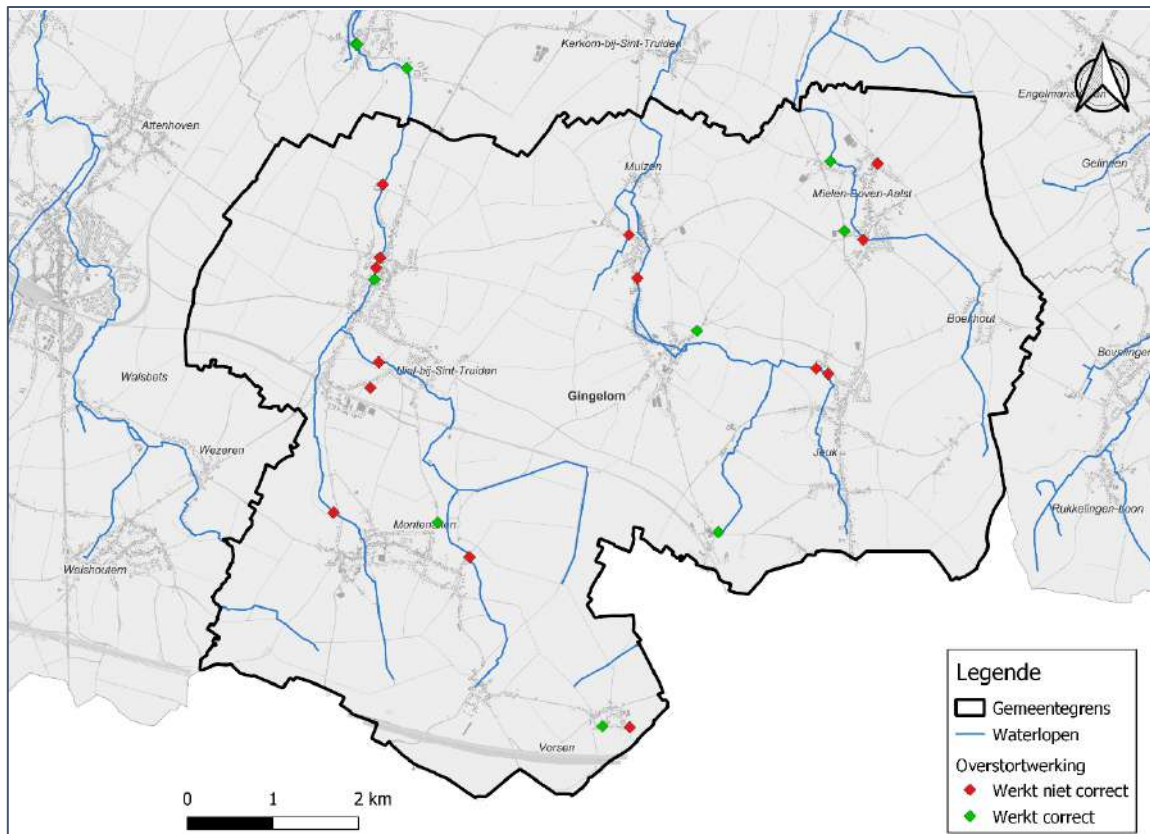 Kerkom-bij-Sint-Truiden
Attenhoven
Gelinden
Muizen
Mielen-Boven-Aalst
Boekhout
Bovelingen
Walsbets
Niel-bij-Sint-Truiden
Gingelom
Wezeren
Jeuk
Montenaken
Rukkelingen-Loon
Walshoutem
Vorsen
Legende
Gemeentegrens
Waterlopen
Overstortwerking
Werkt niet correct
Werkt correct
0 1 2 km